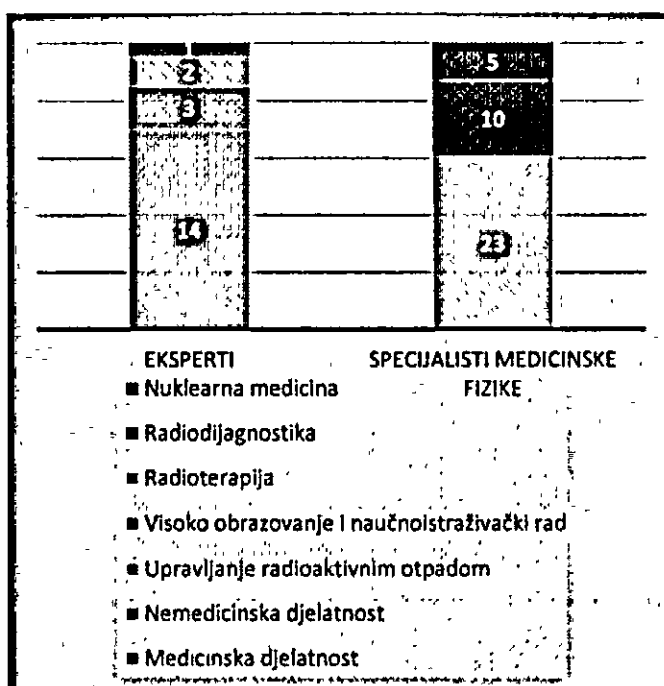 2
3
14
5
10
23
EKSPERTI
SPECIJALISTI MEDICINSKE
FIZIKE
Nuklearna medicina
Radiodijagnostika
Radioterapija
Visoko obrazovanje i naučnoistraživački rad
Upravljanje radioaktivnim otpadom
Nemedicinska djelatnost
Medicinska djelatnost